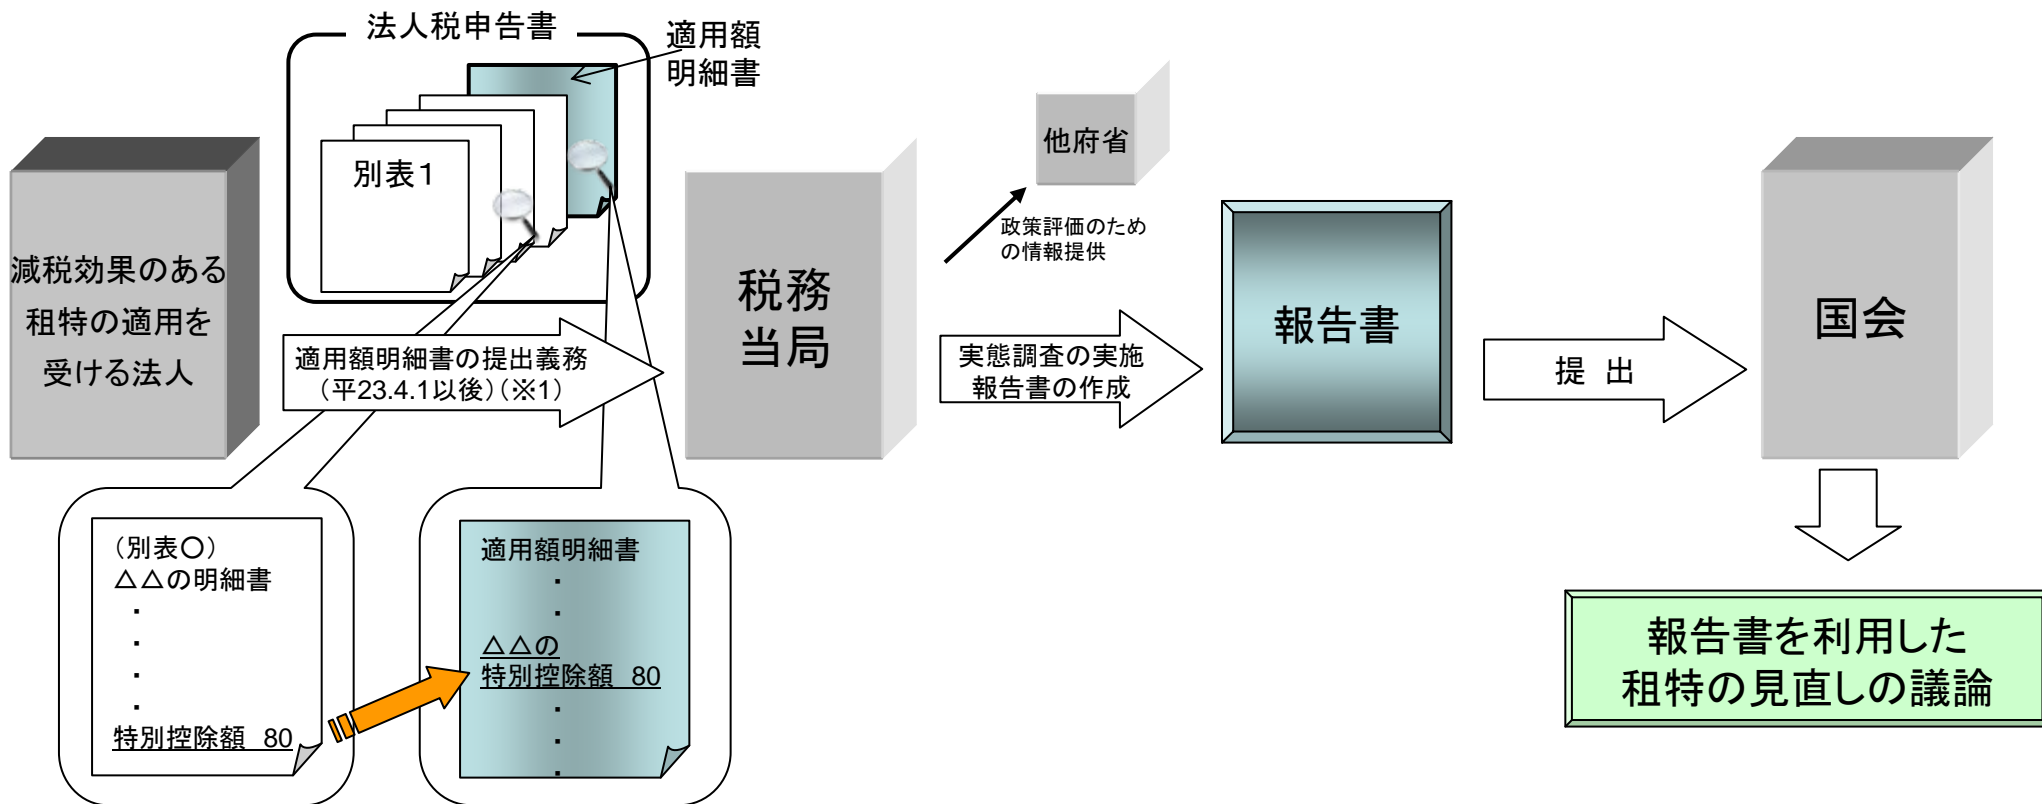 法人税申告書
適用額
明細書
別表1
減税効果のある
租特の適用を
受ける法人
適用額明細書の提出義務
(平23.4.1以後)(※1)
税務
当局
他府省
政策評価のため
の情報提供
実態調査の実施
報告書の作成
報告書
提 出
国会
(別表〇)
△△の明細書
・
・
・
・
特別控除額 80
適用額明細書
・
・
△△の
特別控除額 80
・
・
・
報告書を利用した
租特の見直しの議論